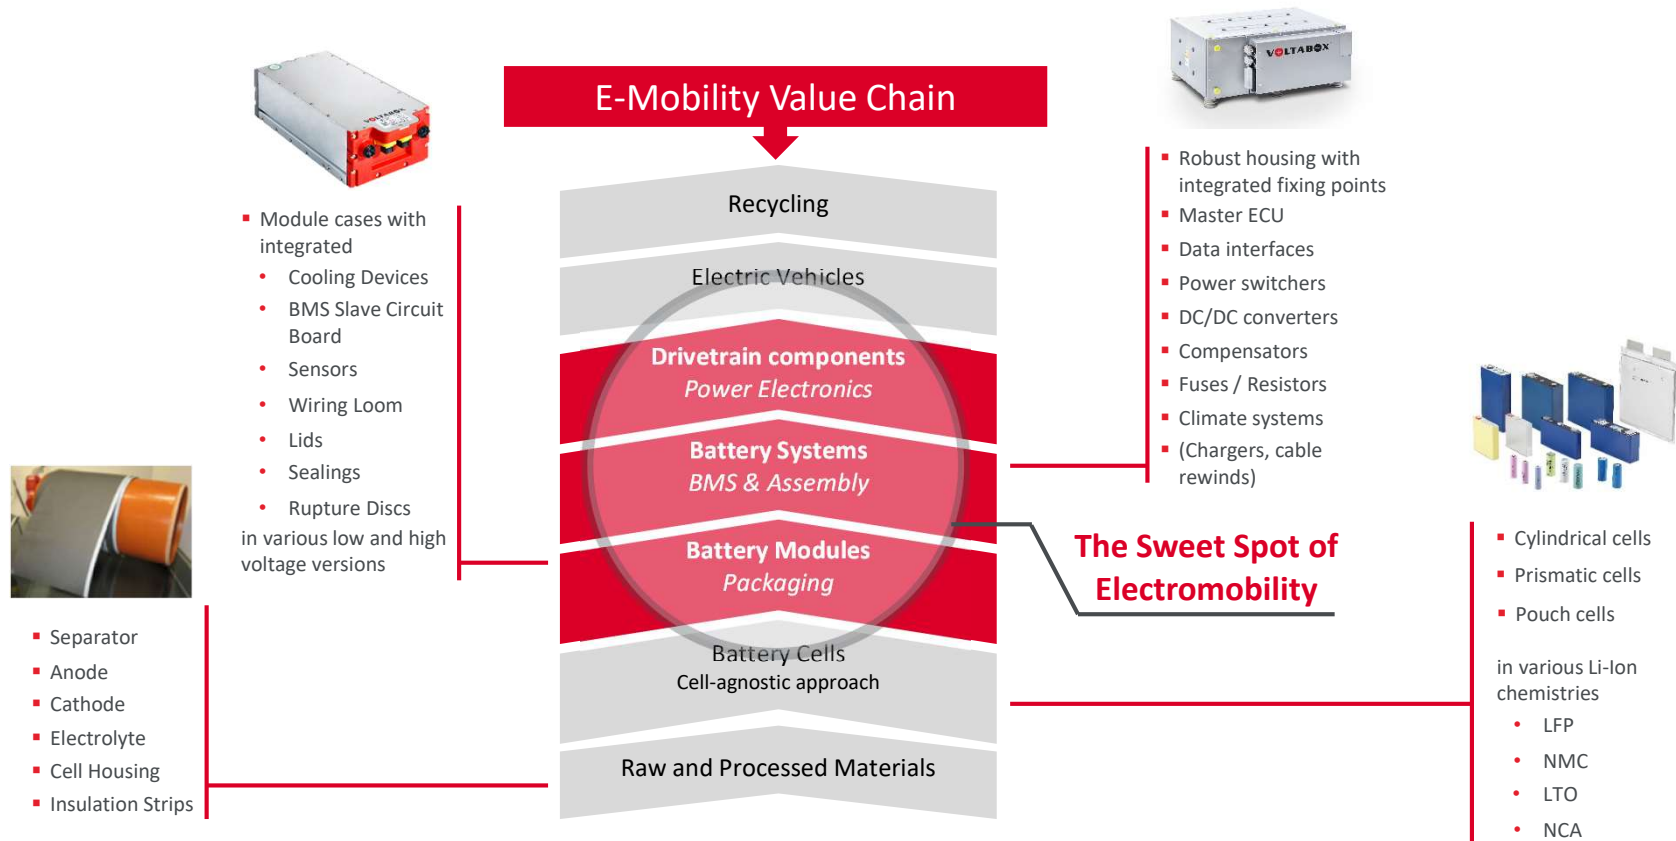 E-Mobility Value Chain
VOLTABOX
VOLTABOX
Recycling
Electric Vehicles
Drivetrain components
Power Electronics
Battery Systems
BMS & Assembly
Battery Modules
Packaging
Battery Cells
Cell-agnostic approach
Raw and Processed Materials
▪ Module cases with
integrated
• Cooling Devices
• BMS Slave Circuit
Board
• Sensors
• Wiring Loom
• Lids
• Sealings
• Rupture Discs
in various low and high
voltage versions
▪ Separator
▪ Anode
▪ Cathode
▪ Electrolyte
▪ Cell Housing
▪ Insulation Strips
▪ Robust housing with
integrated fixing points
▪ Master ECU
▪ Data interfaces
▪ Power switchers
▪ DC/DC converters
▪ Compensators
▪ Fuses / Resistors
▪ Climate systems
▪ (Chargers, cable
rewinds)
The Sweet Spot of
Electromobility
▪ Cylindrical cells
▪ Prismatic cells
▪ Pouch cells
in various Li-Ion
chemistries
• LFP
• NMC
• LTO
• NCA